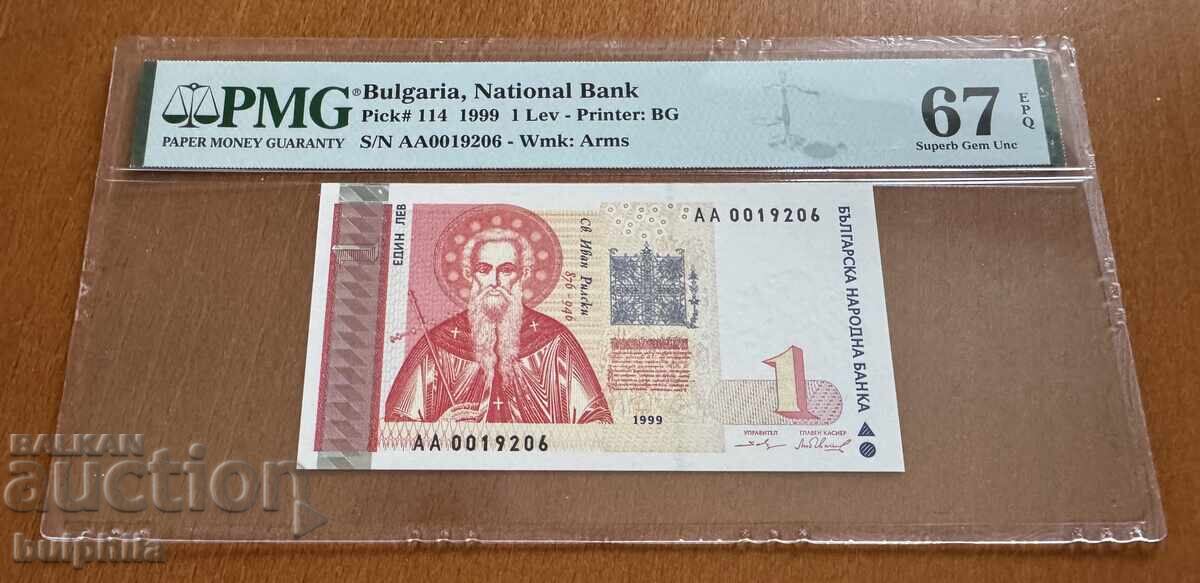 PMG® Bulgaria, National Bank
PAPER MONEY GUARANTY
Pick# 114 1999 1 Lev - Printer: BG
S/N AA0019206 - Wmk: Arms
67 EPQ
Superb Gem Unc
1
ЕДИН ЛЕВ
Св. Иван Рилски
876-946
АА 0019206
БЪЛГАРСКА НАРОДНА БАНКА
1
1999
УПРАВИТЕЛ
ГЛАВЕН КАСИЕР
АА 0019206
BALKAN
auction
bulphila